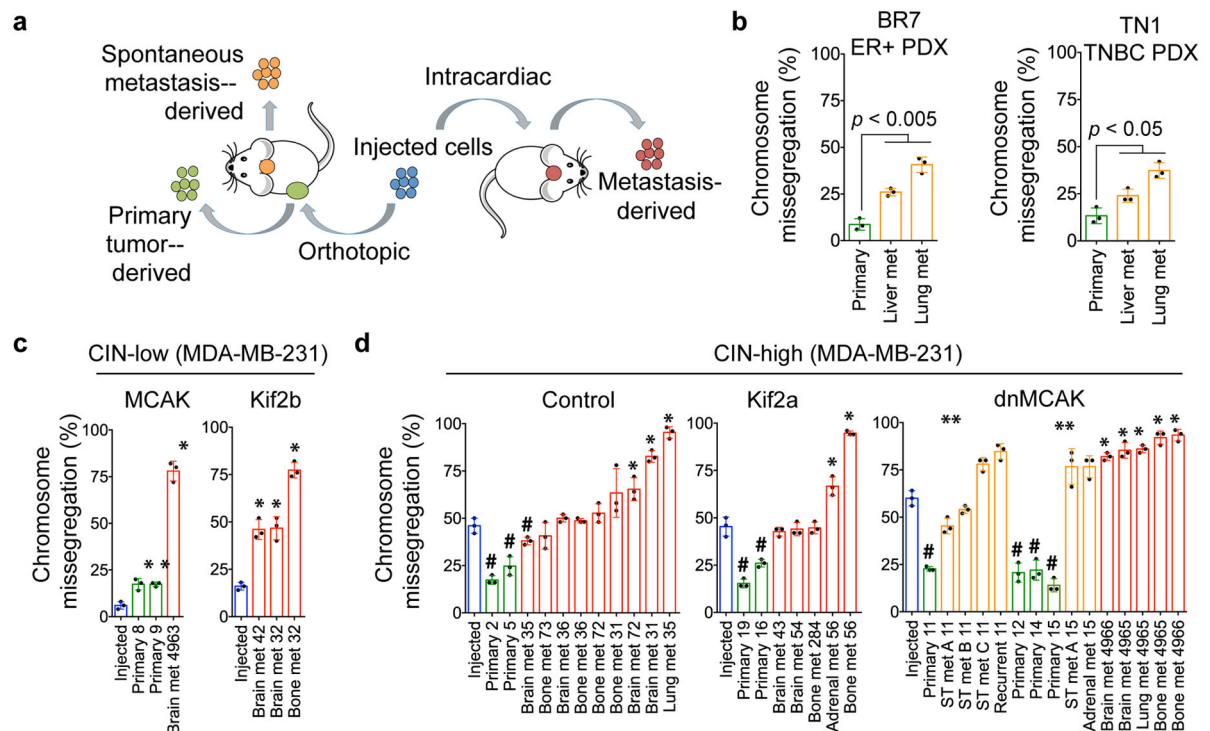 a
Spontaneous
metastasis--
derived
Primary
tumor--
derived
Orthotopic
Injected cells
Intracardiac
Metastasis-
derived
b
BR7
ER+ PDX
Chromosome
missegregation (%)
100
75
50
25
0
p < 0.005
Primary
Liver met
Lung met
TN1
TNBC PDX
Chromosome
missegregation (%)
100
75
50
25
0
p < 0.05
Primary
Liver met
Lung met
c
CIN-low (MDA-MB-231)
MCAK
Chromosome
missegregation (%)
100
75
50
25
0
* *
*
Injected
Primary 8
Primary 9
Brain met 4963
Kif2b
100
75
50
25
0
* *
*
Injected
Brain met 42
Brain met 32
Bone met 32
d
CIN-high (MDA-MB-231)
Control
Chromosome
missegregation (%)
100
75
50
25
0
# # #
* * *
Injected
Primary 2
Primary 5
Brain met 35
Bone met 73
Brain met 36
Bone met 36
Bone met 72
Bone met 31
Brain met 72
Brain met 31
Lung met 35
Kif2a
100
75
50
25
0
# #
* *
Injected
Primary 19
Primary 16
Brain met 43
Brain met 54
Bone met 284
Adrenal met 56
Bone met 56
dnMCAK
100
75
50
25
0
# ** # # # ** * * * * *
Injected
Primary 11
ST met A 11
ST met B 11
ST met C 11
Recurrent 11
Primary 12
Primary 14
Primary 15
ST met A 15
Adrenal met 15
Brain met 4966
Brain met 4965
Lung met 4965
Bone met 4965
Bone met 4966